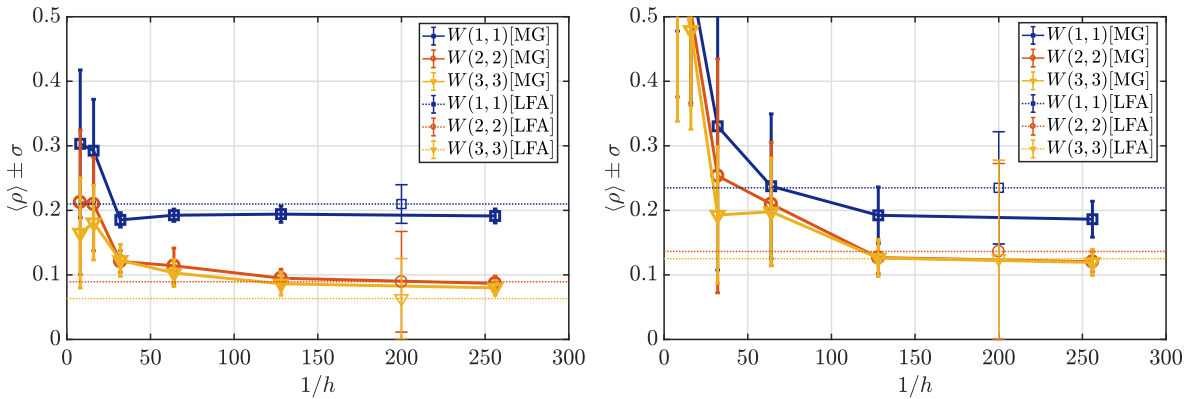 0.5
0.4
0.3
0.2
0.1
0
⟨ρ⟩ ± σ
0 50 100 150 200 250 300
1/h
W(1,1)[MG]
W(2,2)[MG]
W(3,3)[MG]
W(1,1)[LFA]
W(2,2)[LFA]
W(3,3)[LFA]
0.5
0.4
0.3
0.2
0.1
0
⟨ρ⟩ ± σ
0 50 100 150 200 250 300
1/h
W(1,1)[MG]
W(2,2)[MG]
W(3,3)[MG]
W(1,1)[LFA]
W(2,2)[LFA]
W(3,3)[LFA]